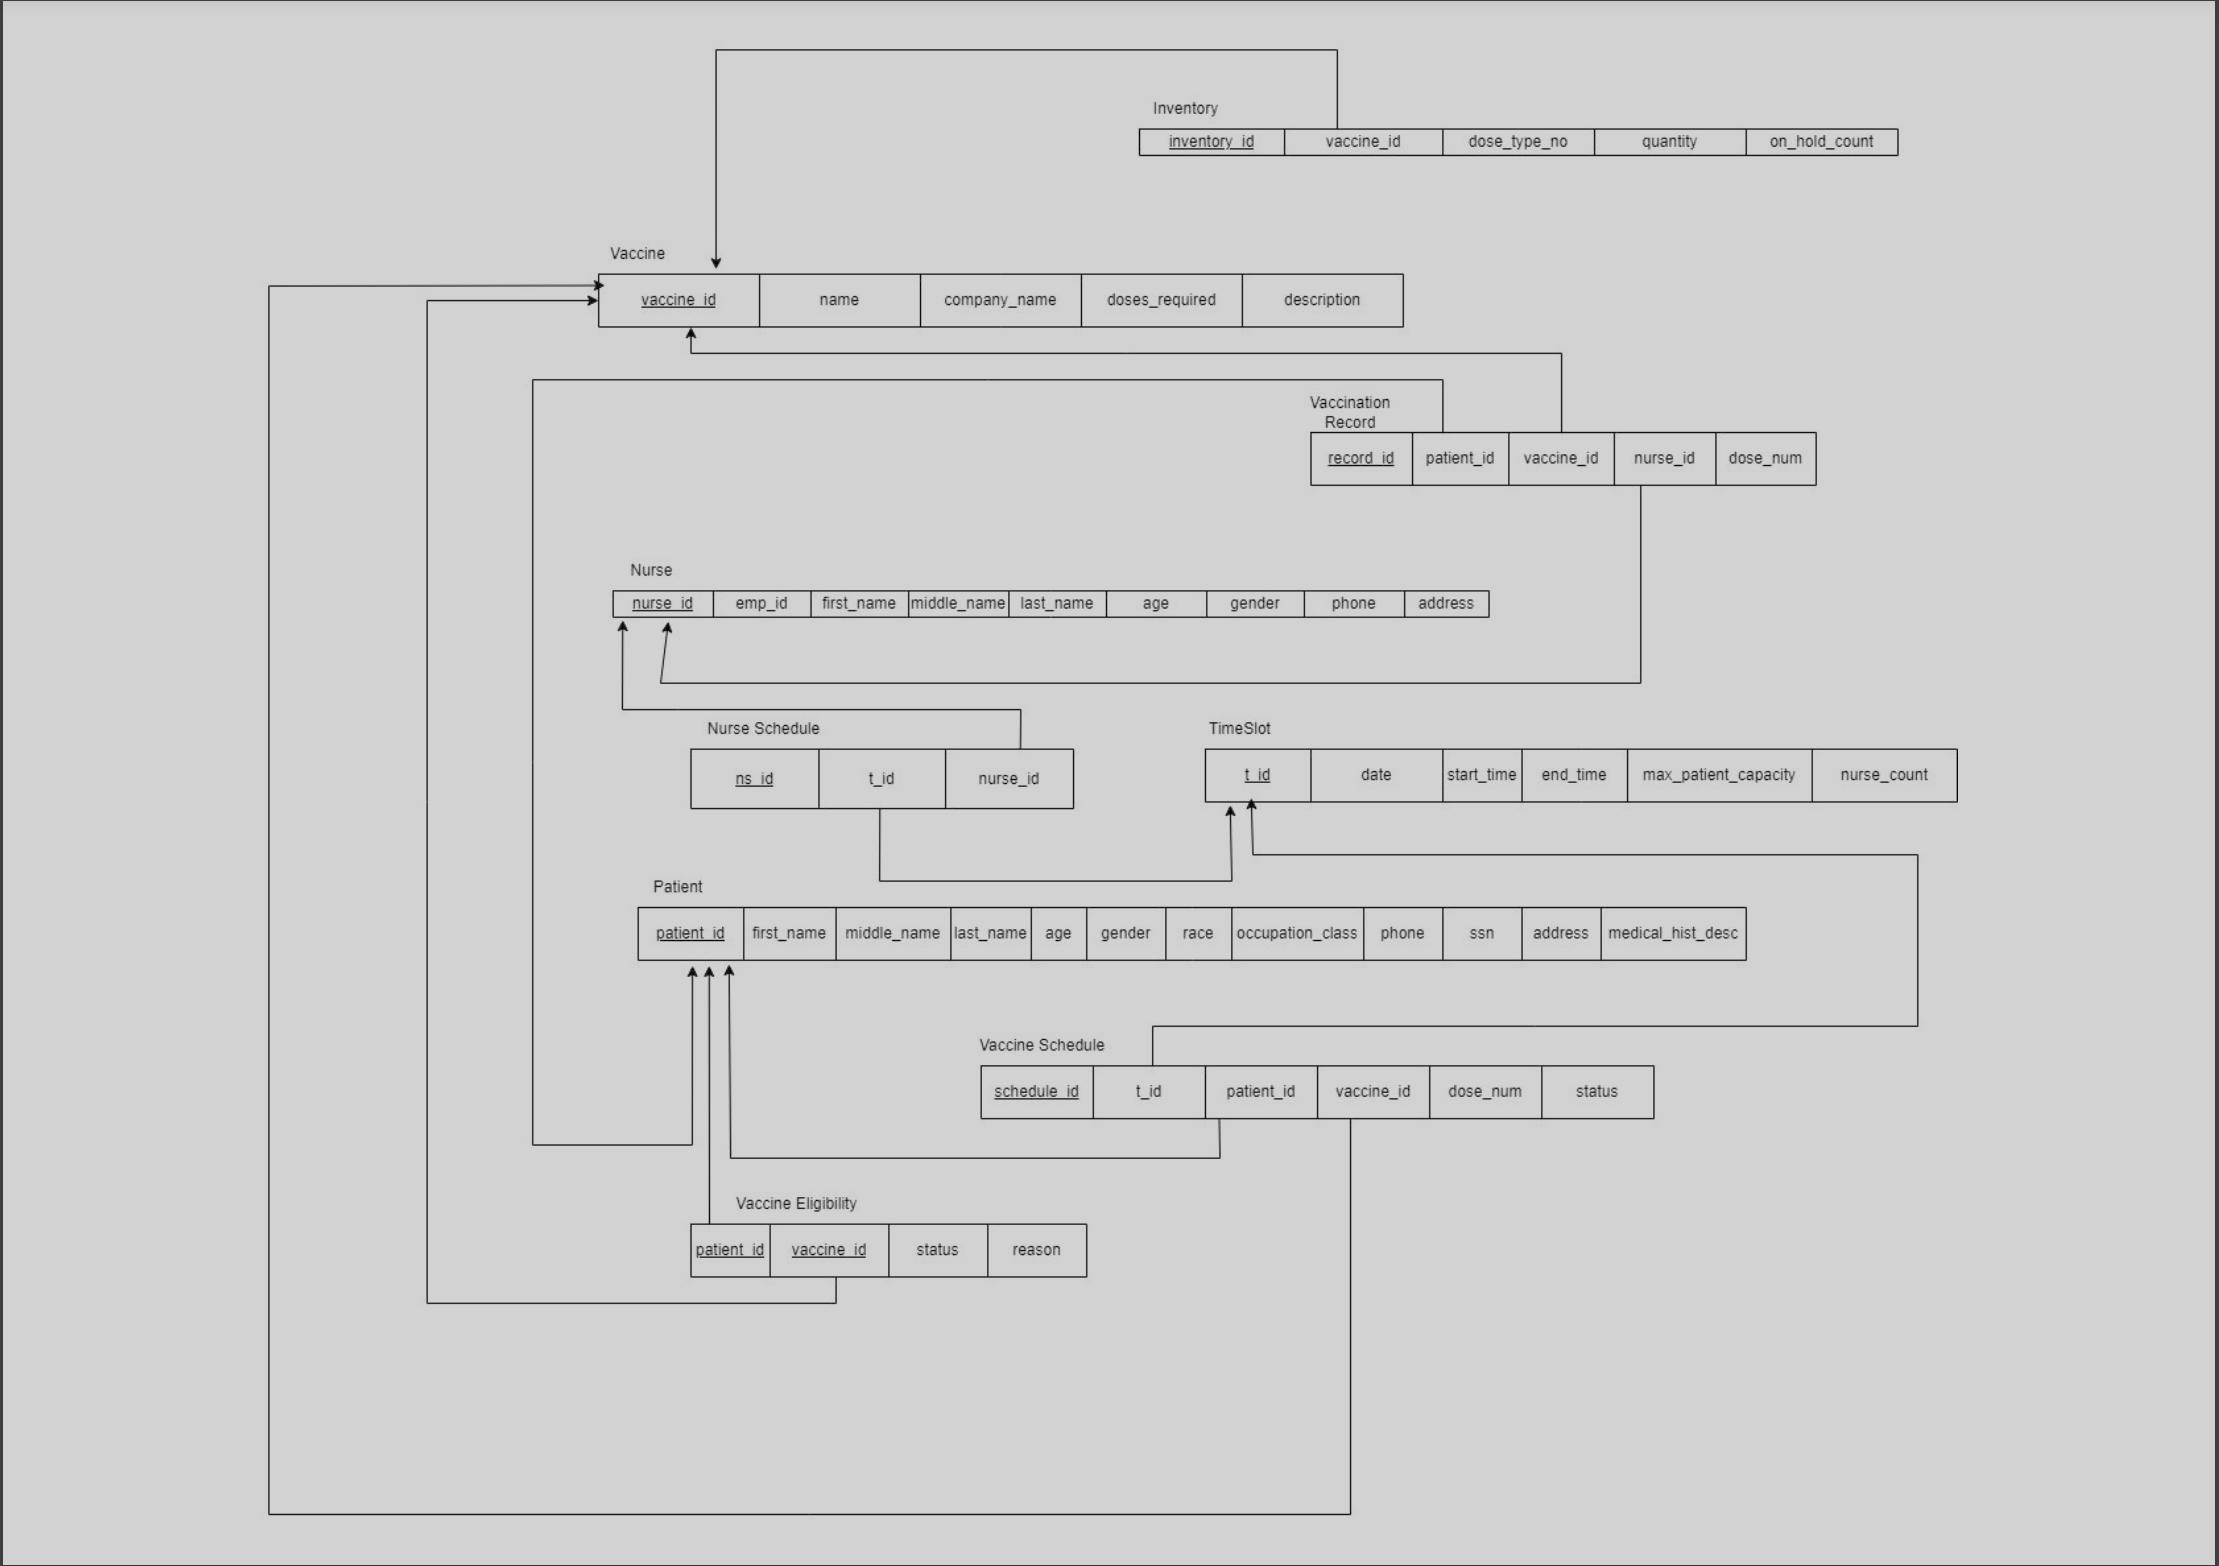 Inventory
inventory_id vaccine_id dose_type_no quantity on_hold_count
Vaccine
vaccine_id name company_name doses_required description
Vaccination
Record
record_id patient_id vaccine_id nurse_id dose_num
Nurse
nurse_id emp_id first_name middle_name last_name age gender phone address
Nurse Schedule
ns_id t_id nurse_id
TimeSlot
t_id date start_time end_time max_patient_capacity nurse_count
Patient
patient_id first_name middle_name last_name age gender race occupation_class phone ssn address medical_hist_desc
Vaccine Schedule
schedule_id t_id patient_id vaccine_id dose_num status
Vaccine Eligibility
patient_id vaccine_id status reason